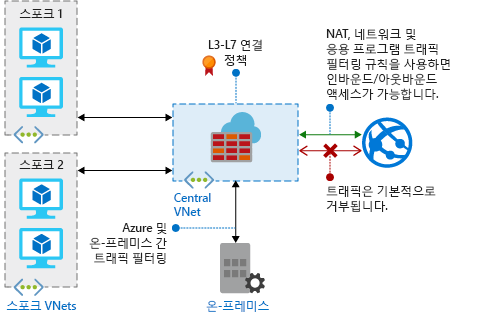 스포크 1
L3-L7 연결
정책
NAT, 네트워크 및
응용 프로그램 트래픽
필터링 규칙을 사용하면
인바운드/아웃바운드
액세스가 가능합니다.
스포크 2
Central
VNet
트래픽은 기본적으로
거부됩니다.
Azure 및
온-프레미스 간
트래픽 필터링
스포크 VNets
온-프레미스